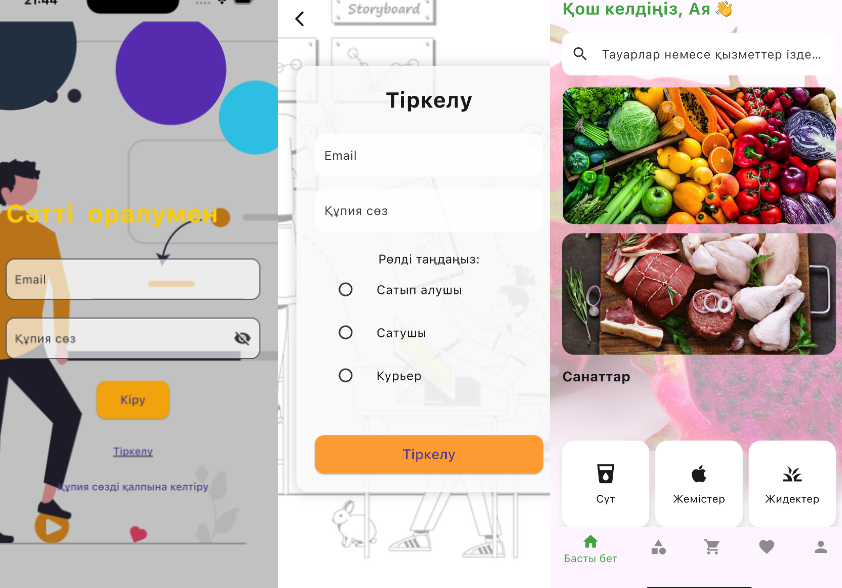 21:44
Сәтті оралумен
Email
Құпия сөз
Кіру
Тіркелу
Құпия сөзді қалпына келтіру
Storyboard
Тіркелу
Email
Құпия сөз
Рөлді таңдаңыз:
Сатып алушы
Сатушы
Курьер
Тіркелу
Қош келдіңіз, Ая 👋
Тауарлар немесе қызметтер ізде...
Санаттар
Сүт
Жемістер
Жидектер
Басты бет